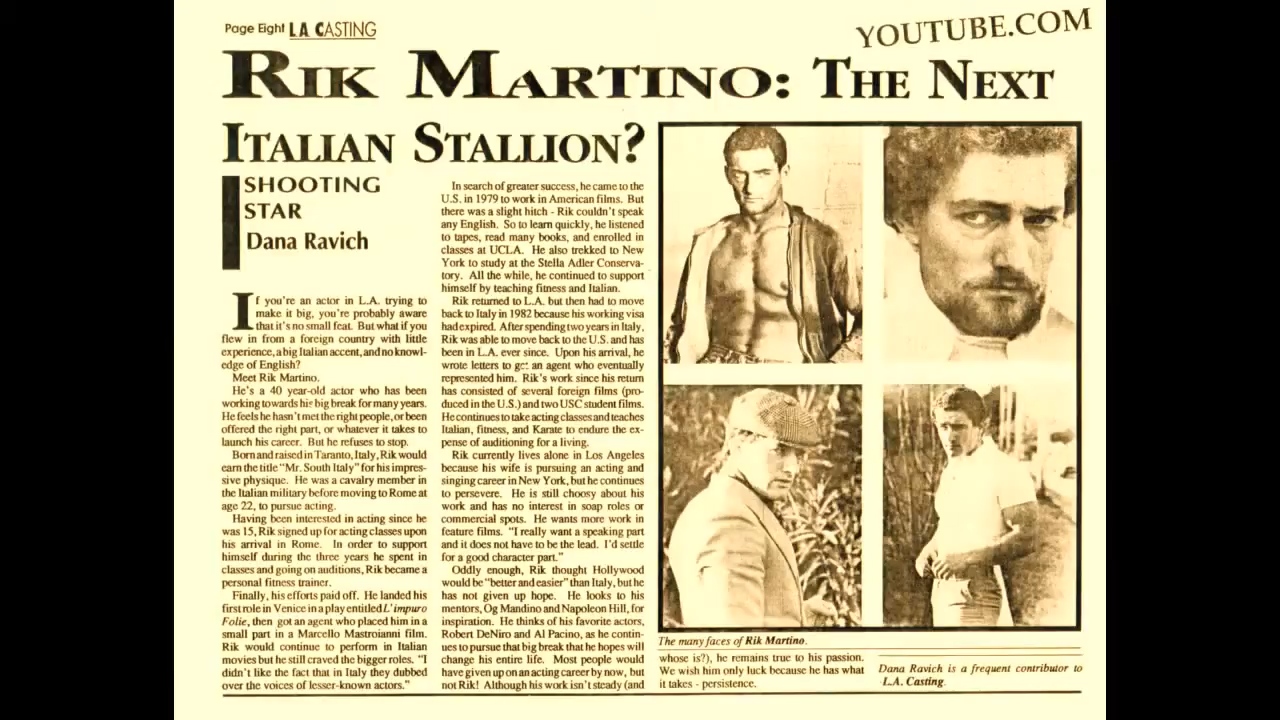 Page Eight LA CASTING
YOUTUBE.COM
RIK MARTINO: THE NEXT
ITALIAN STALLION?
SHOOTING
STAR
Dana Ravich
If you're an actor in L.A. trying to
make it big, you're probably aware
that it's no small feat. But what if you
flew in from a foreign country with little
experience, a big Italian accent, and no knowl-
edge of English?
Meet Rik Martino.
He's a 40 year-old actor who has been
working towards his big break for many years.
He feels he hasn't met the right people, or been
offered the right part, or whatever it takes to
launch his career. But he refuses to stop.
Born and raised in Taranto, Italy, Rik would
earn the title "Mr. South Italy" for his impres-
sive physique. He was a cavalry member in
the Italian military before moving to Rome at
age 22, to pursue acting.
Having been interested in acting since he
was 15, Rik signed up for acting classes upon
his arrival in Rome. In order to support
himself during the three years he spent in
classes and going on auditions, Rik became a
personal fitness trainer.
Finally, his efforts paid off. He landed his
first role in Venice in a play entitled L'impuro
Folie, then got an agent who placed him in a
small part in a Marcello Mastroianni film.
Rik would continue to perform in Italian
movies but he still craved the bigger roles. "I
didn't like the fact that in Italy they dubbed
over the voices of lesser-known actors."
In search of greater success, he came to the
U.S. in 1979 to work in American films. But
there was a slight hitch - Rik couldn't speak
any English. So to learn quickly, he listened
to tapes, read many books, and enrolled in
classes at UCLA. He also trekked to New
York to study at the Stella Adler Conserva-
tory. All the while, he continued to support
himself by teaching fitness and Italian.
Rik returned to L.A. but then had to move
back to Italy in 1982 because his working visa
had expired. After spending two years in Italy,
Rik was able to move back to the U.S. and has
been in L.A. ever since. Upon his arrival, he
wrote letters to get an agent who eventually
represented him. Rik's work since his return
has consisted of several foreign films (pro-
duced in the U.S.) and two USC student films.
He continues to take acting classes and teaches
Italian, fitness, and Karate to endure the ex-
pense of auditioning for a living.
Rik currently lives alone in Los Angeles
because his wife is pursuing an acting and
singing career in New York, but he continues
to persevere. He is still choosy about his
work and has no interest in soap roles or
commercial spots. He wants more work in
feature films. "I really want a speaking part
and it does not have to be the lead. I'd settle
for a good character part."
Oddly enough, Rik thought Hollywood
would be "better and easier" than Italy, but he
has not given up hope. He looks to his
mentors, Og Mandino and Napoleon Hill, for
inspiration. He thinks of his favorite actors,
Robert DeNiro and Al Pacino, as he contin-
ues to pursue that big break that he hopes will
change his entire life. Most people would
have given up on an acting career by now, but
not Rik! Although his work isn't steady (and
The many faces of Rik Martino.
whose is?), he remains true to his passion.
We wish him only luck because he has what
it takes - persistence.
Dana Ravich is a frequent contributor to
L.A. Casting.